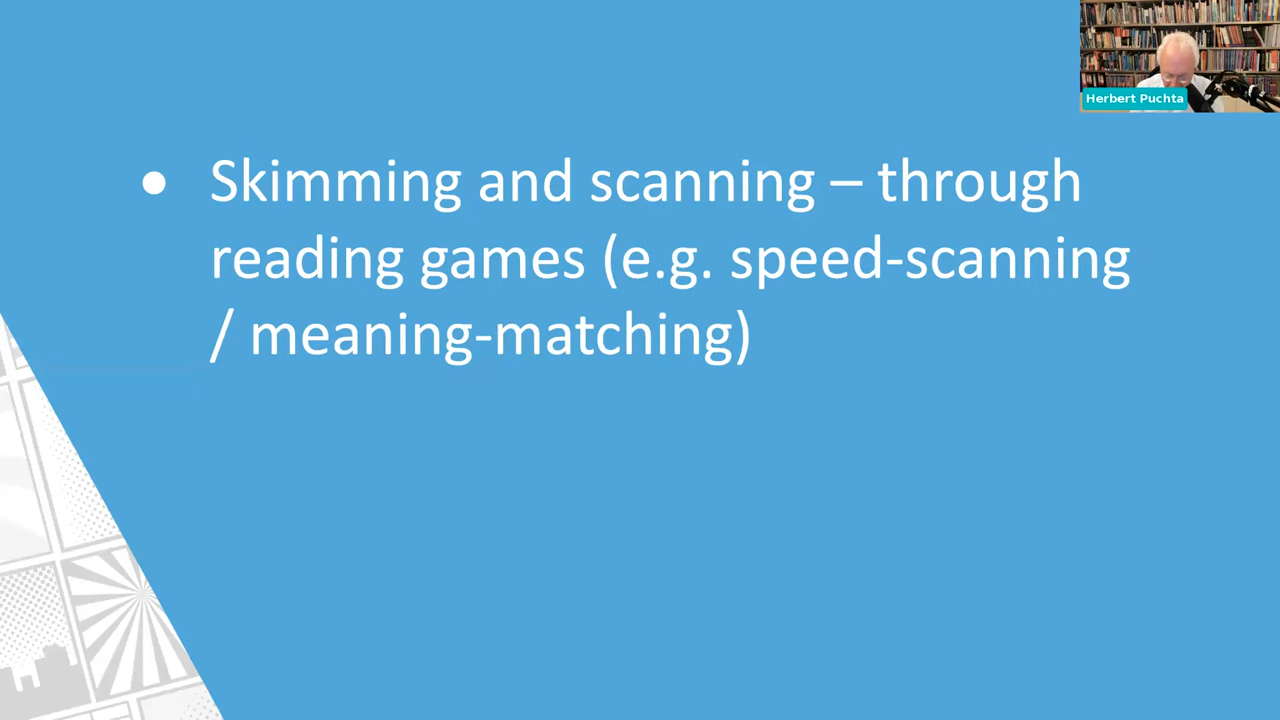 Herbert Puchta
● Skimming and scanning – through
reading games (e.g. speed-scanning
/ meaning-matching)